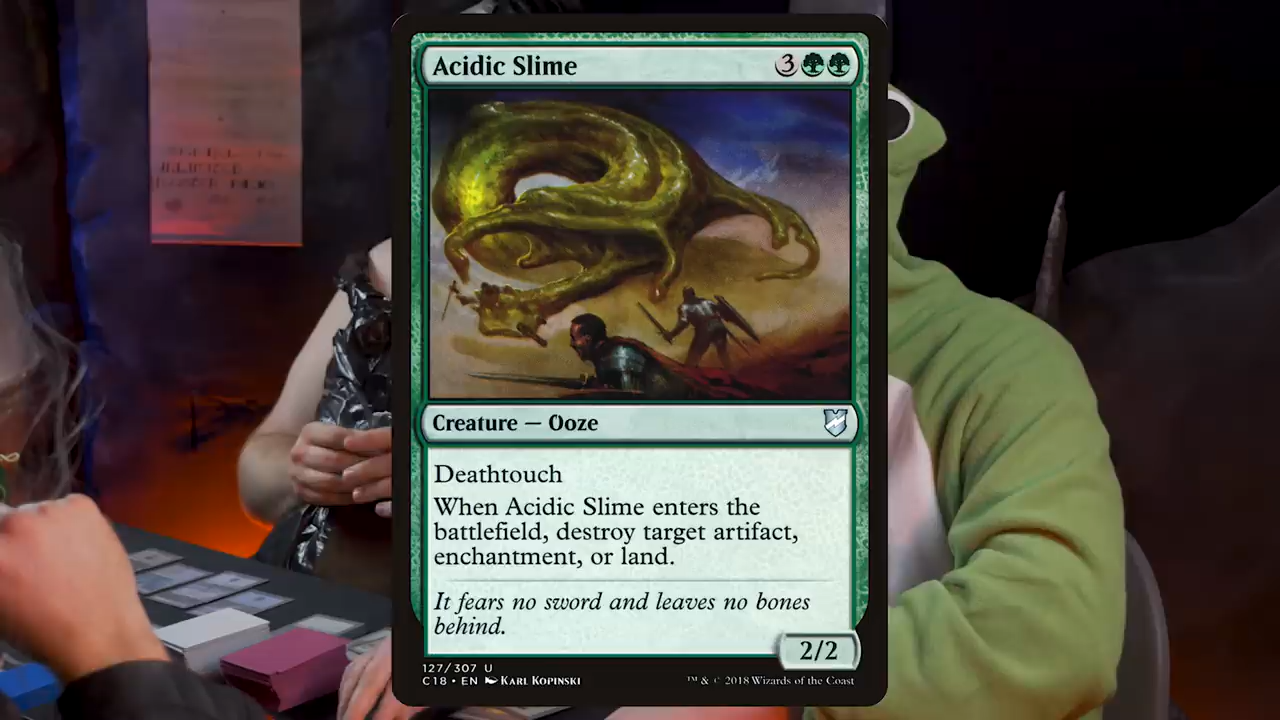 Acidic Slime 3
Creature — Ooze
Deathtouch
When Acidic Slime enters the
battlefield, destroy target artifact,
enchantment, or land.
It fears no sword and leaves no bones
behind.
2/2
127/307 U
C18 • EN Karl Kopinski
™ & © 2018 Wizards of the Coast